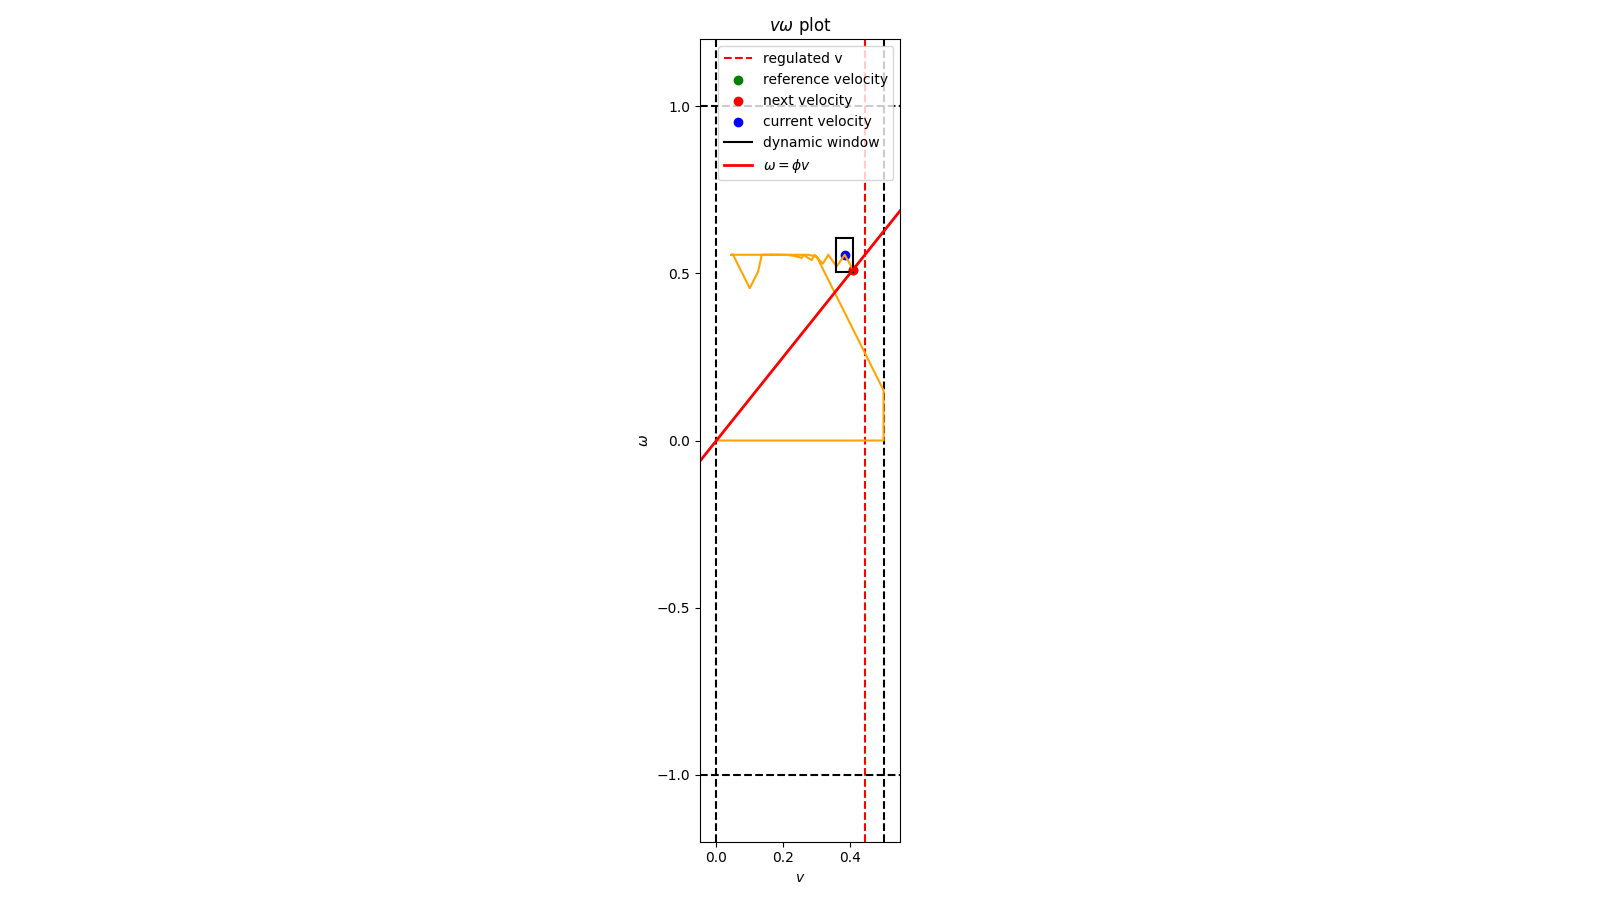 vω plot
regulated v
reference velocity
next velocity
current velocity
dynamic window
ω = ϕv
1.0
0.5
0.0
−0.5
−1.0
ω
0.0 0.2 0.4
v